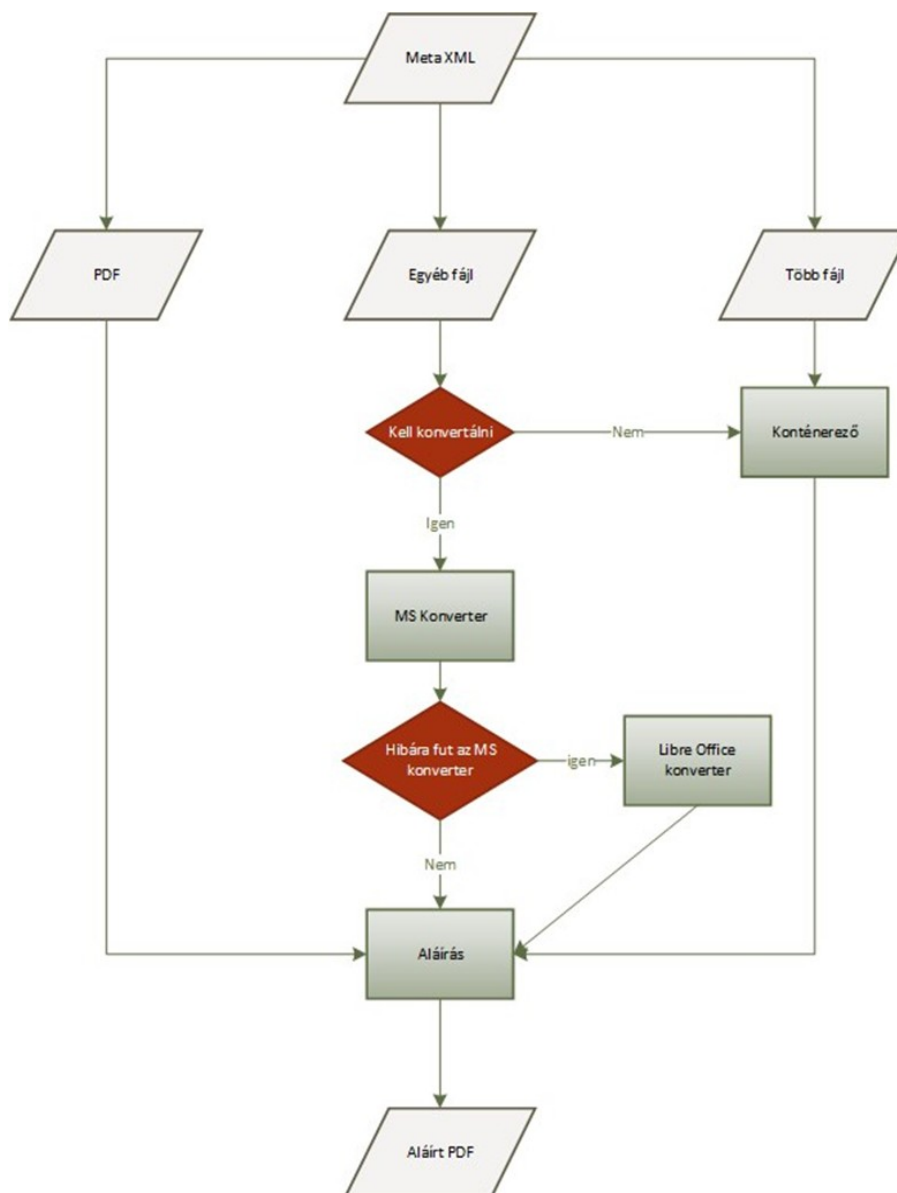 Meta XML
PDF
Egyéb fájl
Több fájl
Kell konvertálni
Nem
Konténerező
Igen
MS Konverter
Hibára fut az MS
konverter
igen
Libre Office
konverter
Nem
Aláírás
Aláírt PDF